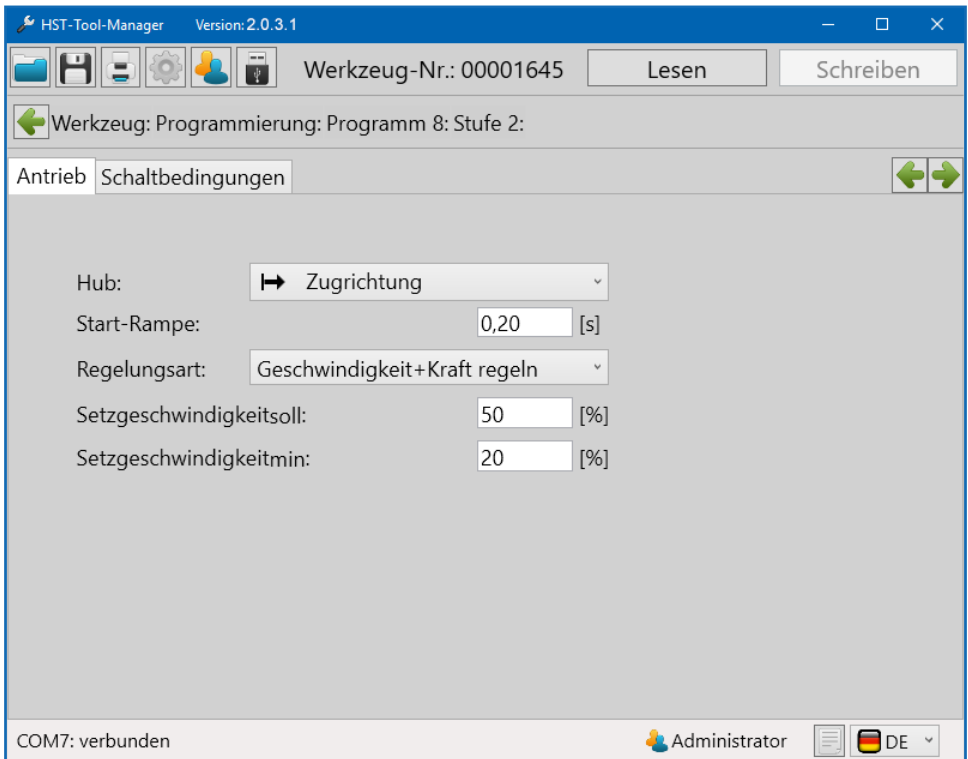 HST-Tool-Manager Version: 2.0.3.1
Werkzeug-Nr.: 00001645 Lesen Schreiben
Werkzeug: Programmierung: Programm 8: Stufe 2:
Antrieb Schaltbedingungen
Hub: Zugrichtung
Start-Rampe: 0,20 [s]
Regelungsart: Geschwindigkeit+Kraft regeln
Setzgeschwindigkeitsoll: 50 [%]
Setzgeschwindigkeitmin: 20 [%]
COM7: verbunden Administrator DE